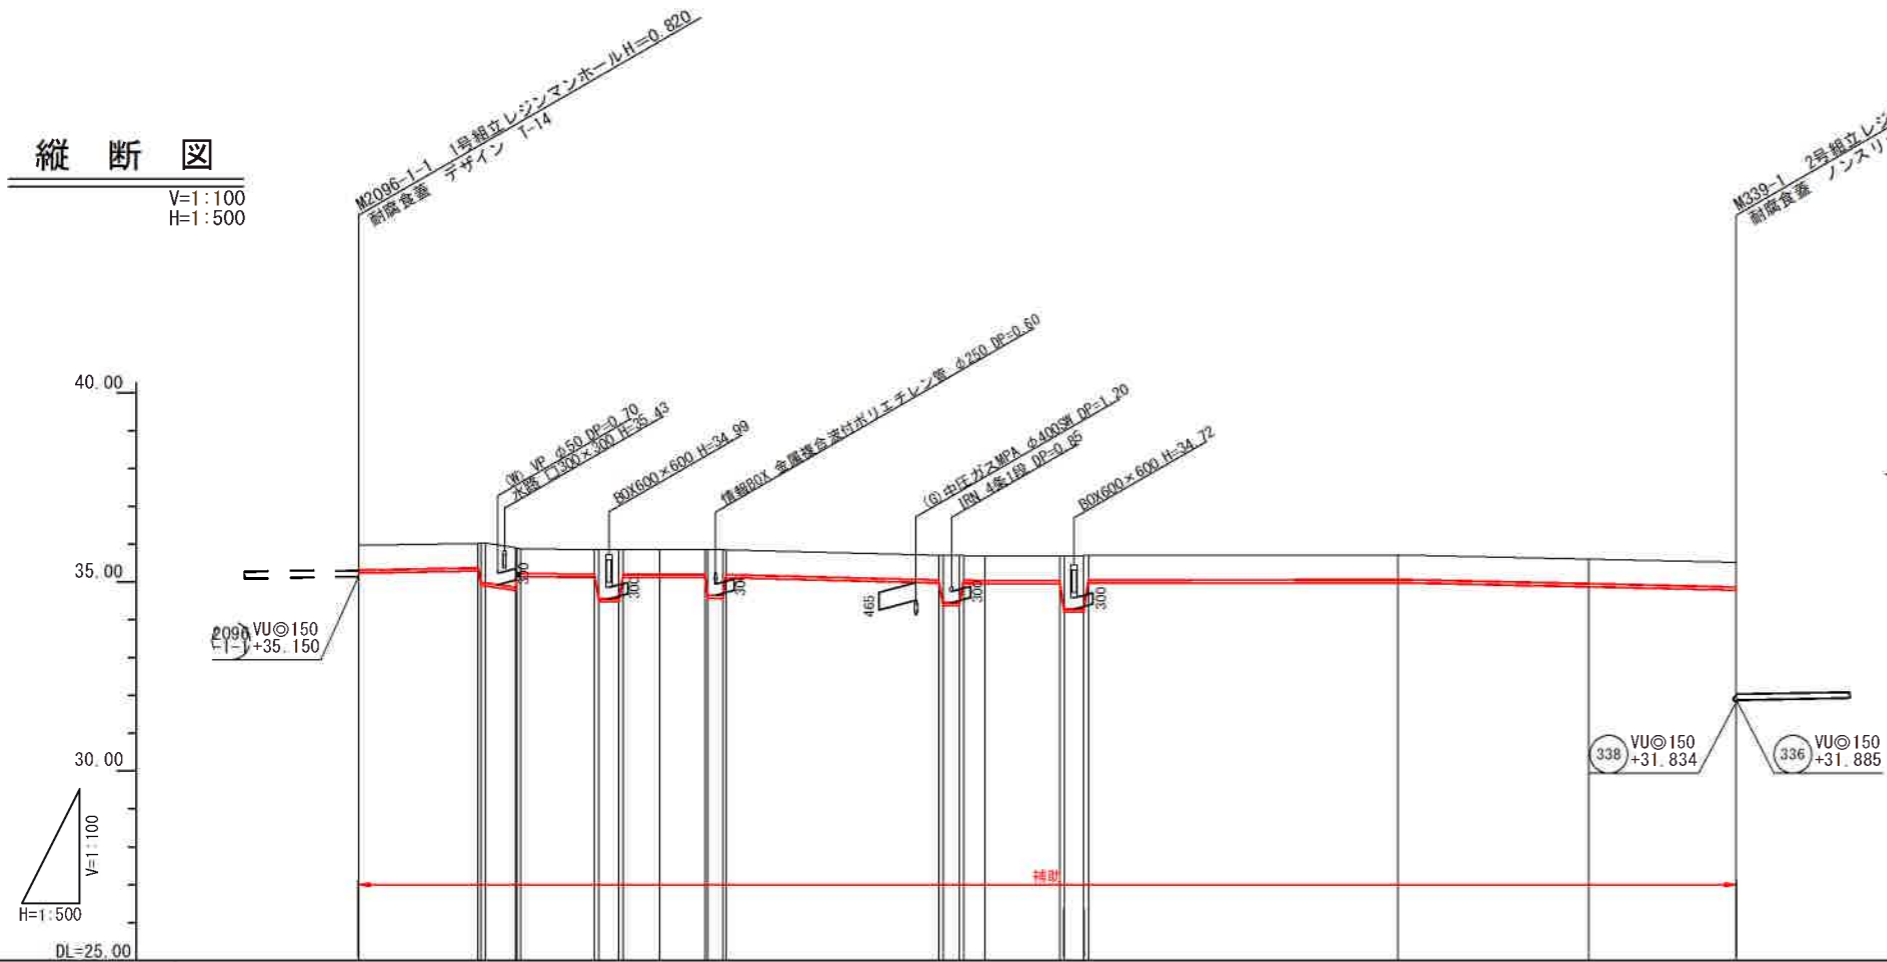 縦 断 図
V=1:100
H=1:500
M2096-1-1 1号組立レジンマンホールH=0.820
耐腐食蓋 デザイン T-14
M339-1 2号組立レジ
耐腐食蓋 ノンスリ
40.00
35.00
30.00
DL=25.00
(W) VP φ50 DP=0.70
水路 □300×300 H=35.43
BOX600×600 H=34.99
情報BOX 金属複合波付ポリエチレン管 φ250 DP=0.60
(G)中圧ガスMPA φ400SW DP=1.20
IRN 4条1段 DP=0.85
BOX600×600 H=34.72
300
300
30
465
300
300
2096
-1-1
VU◎150
+35.150
338
VU◎150
+31.834
336
VU◎150
+31.885
補助
V=1:100
H=1:500